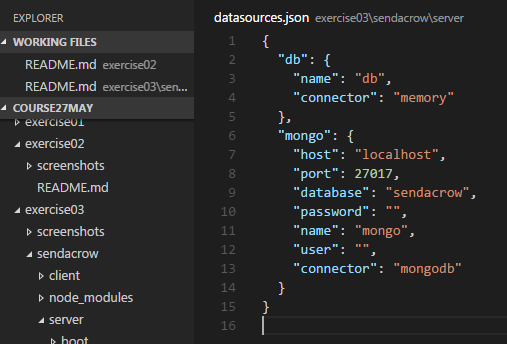 EXPLORER
WORKING FILES
README.md exercise02
README.md exercise03\sen...
COURSE27MAY
exercise01
exercise02
screenshots
README.md
exercise03
screenshots
sendacrow
client
node_modules
server
boot
datasources.json exercise03\sendacrow\server
1 {
2 "db": {
3 "name": "db",
4 "connector": "memory"
5 },
6 "mongo": {
7 "host": "localhost",
8 "port": 27017,
9 "database": "sendacrow",
10 "password": "",
11 "name": "mongo",
12 "user": "",
13 "connector": "mongodb"
14 }
15 }
16